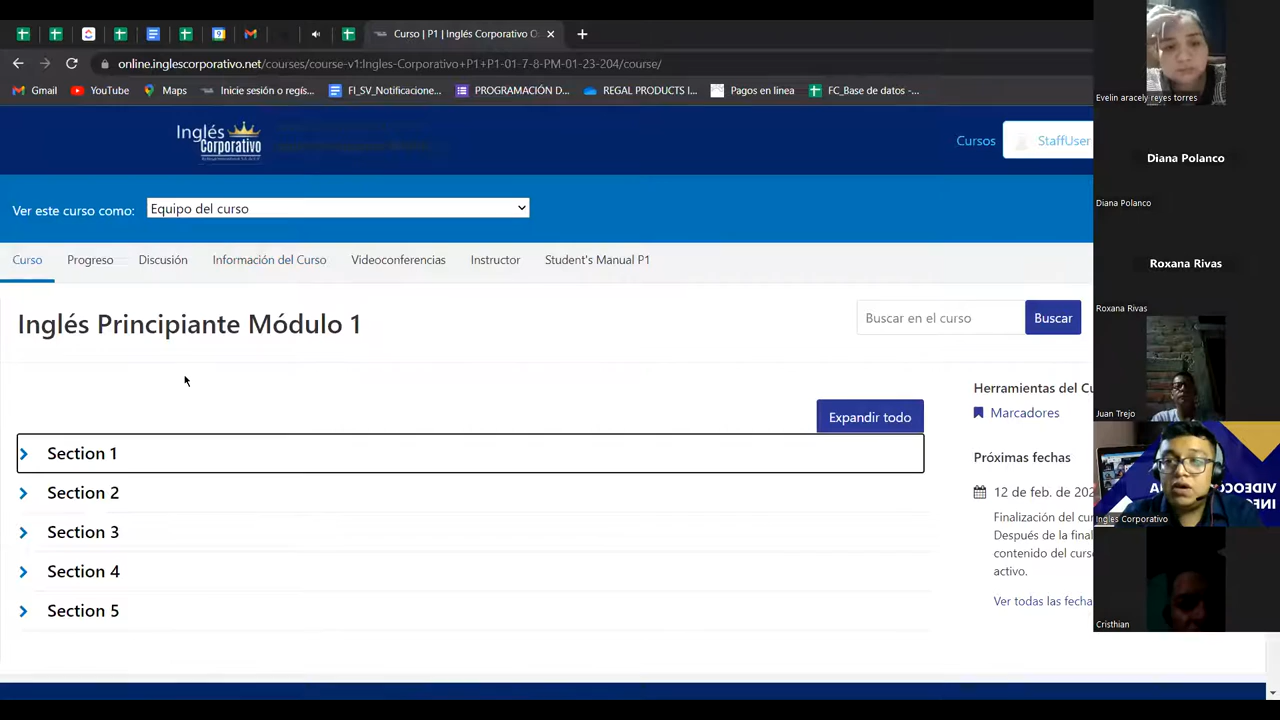 Curso | P1 | Inglés Corporativo O
online.inglescorporativo.net/courses/course-v1:Ingles-Corporativo+P1+P1-01-7-8-PM-01-23-204/course/
Gmail
YouTube
Maps
Inicie sesión o regís...
FI_SV_Notificacione...
PROGRAMACIÓN D...
REGAL PRODUCTS I...
Pagos en linea
FC_Base de datos -...
Inglés
Corporativo
Cursos
StaffUser
Ver este curso como:
Equipo del curso
Curso
Progreso
Discusión
Información del Curso
Videoconferencias
Instructor
Student's Manual P1
Inglés Principiante Módulo 1
Buscar en el curso
Buscar
Expandir todo
Section 1
Section 2
Section 3
Section 4
Section 5
Herramientas del Cu
Marcadores
Próximas fechas
12 de feb. de 202
Finalización del cur
Después de la final
contenido del curs
activo.
Ver todas las fecha
Evelin aracely reyes torres
Diana Polanco
Diana Polanco
Roxana Rivas
Roxana Rivas
Juan Trejo
Ingles Corporativo
Cristhian